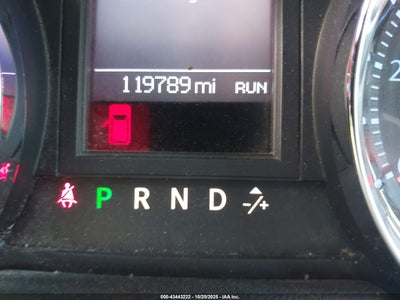 119789 mi RUN
P R N D -/+
000-43443222 - 10/20/2025 - IAA Inc.